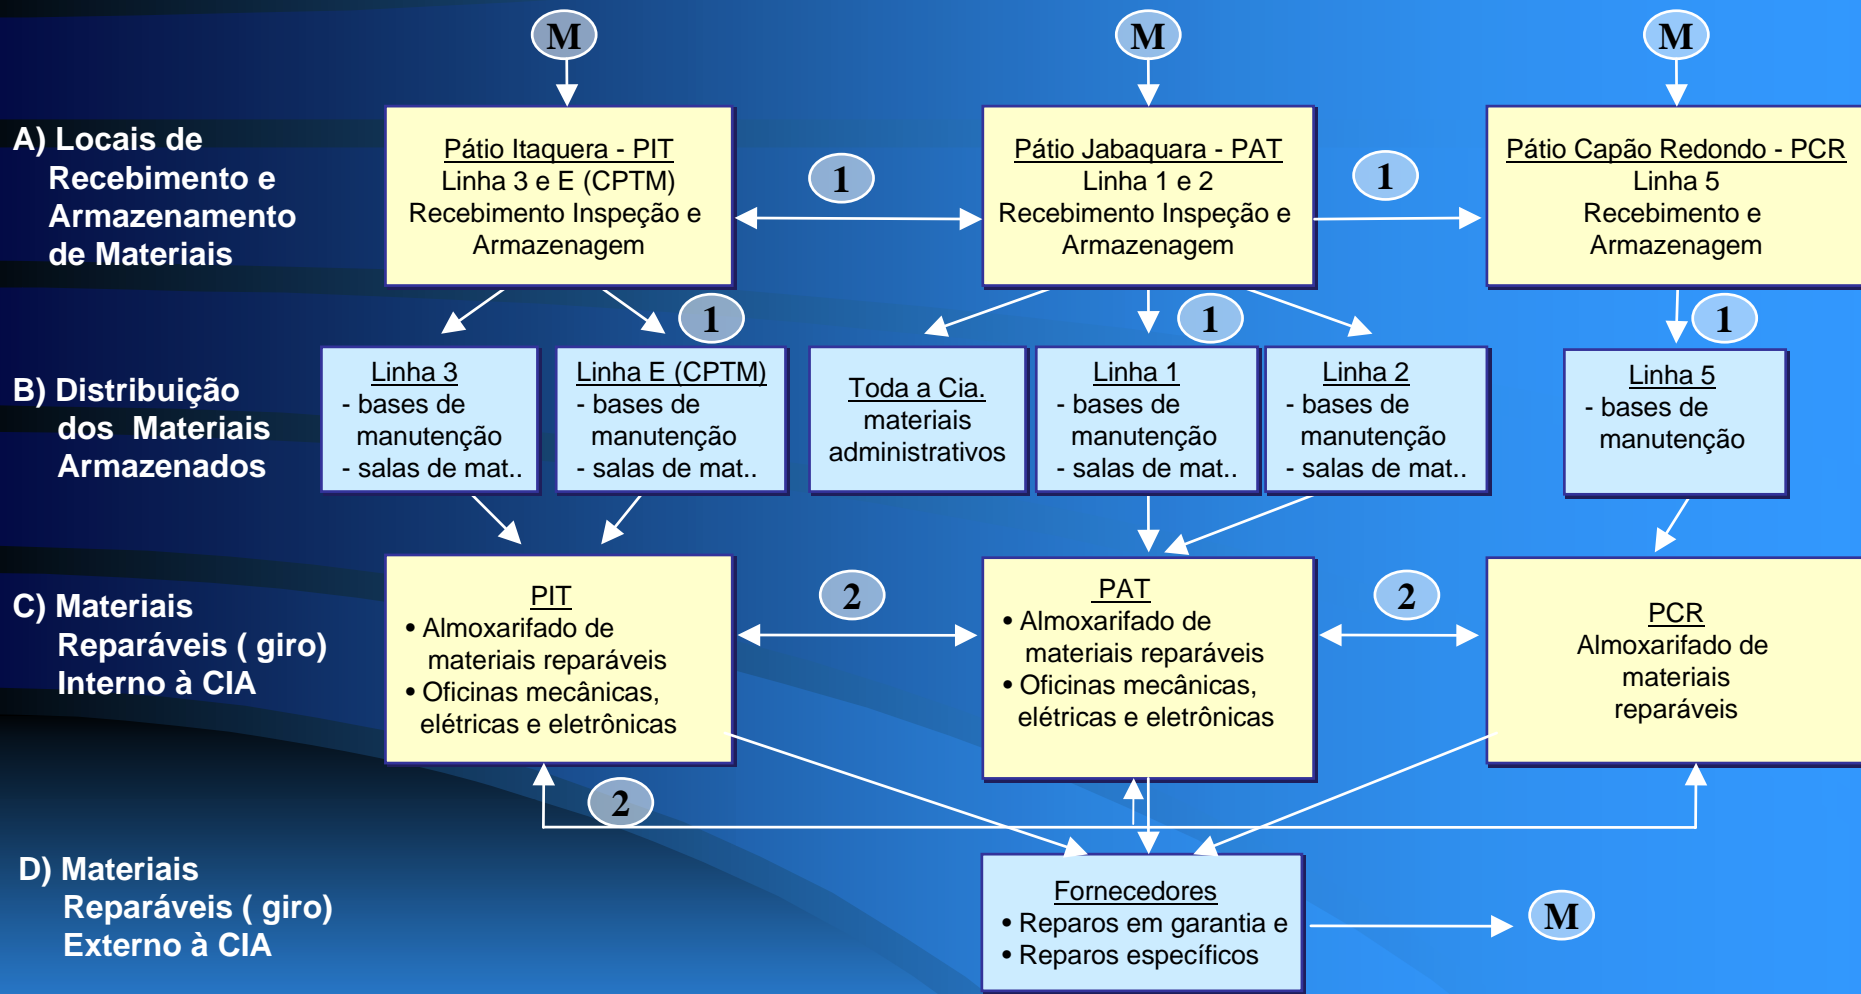 M
M
M
A) Locais de
Recebimento e
Armazenamento
de Materiais
Pátio Itaquera - PIT
Linha 3 e E (CPTM)
Recebimento Inspeção e
Armazenagem
1
Pátio Jabaquara - PAT
Linha 1 e 2
Recebimento Inspeção e
Armazenagem
1
Pátio Capão Redondo - PCR
Linha 5
Recebimento e
Armazenagem
1
1
1
B) Distribuição
dos Materiais
Armazenados
Linha 3
- bases de
manutenção
- salas de mat..
Linha E (CPTM)
- bases de
manutenção
- salas de mat..
Toda a Cia.
materiais
administrativos
Linha 1
- bases de
manutenção
- salas de mat..
Linha 2
- bases de
manutenção
- salas de mat..
Linha 5
- bases de
manutenção
C) Materiais
Reparáveis ( giro)
Interno à CIA
PIT
• Almoxarifado de
materiais reparáveis
• Oficinas mecânicas,
elétricas e eletrônicas
2
PAT
• Almoxarifado de
materiais reparáveis
• Oficinas mecânicas,
elétricas e eletrônicas
2
PCR
Almoxarifado de
materiais
reparáveis
2
D) Materiais
Reparáveis ( giro)
Externo à CIA
Fornecedores
• Reparos em garantia e
• Reparos específicos
M